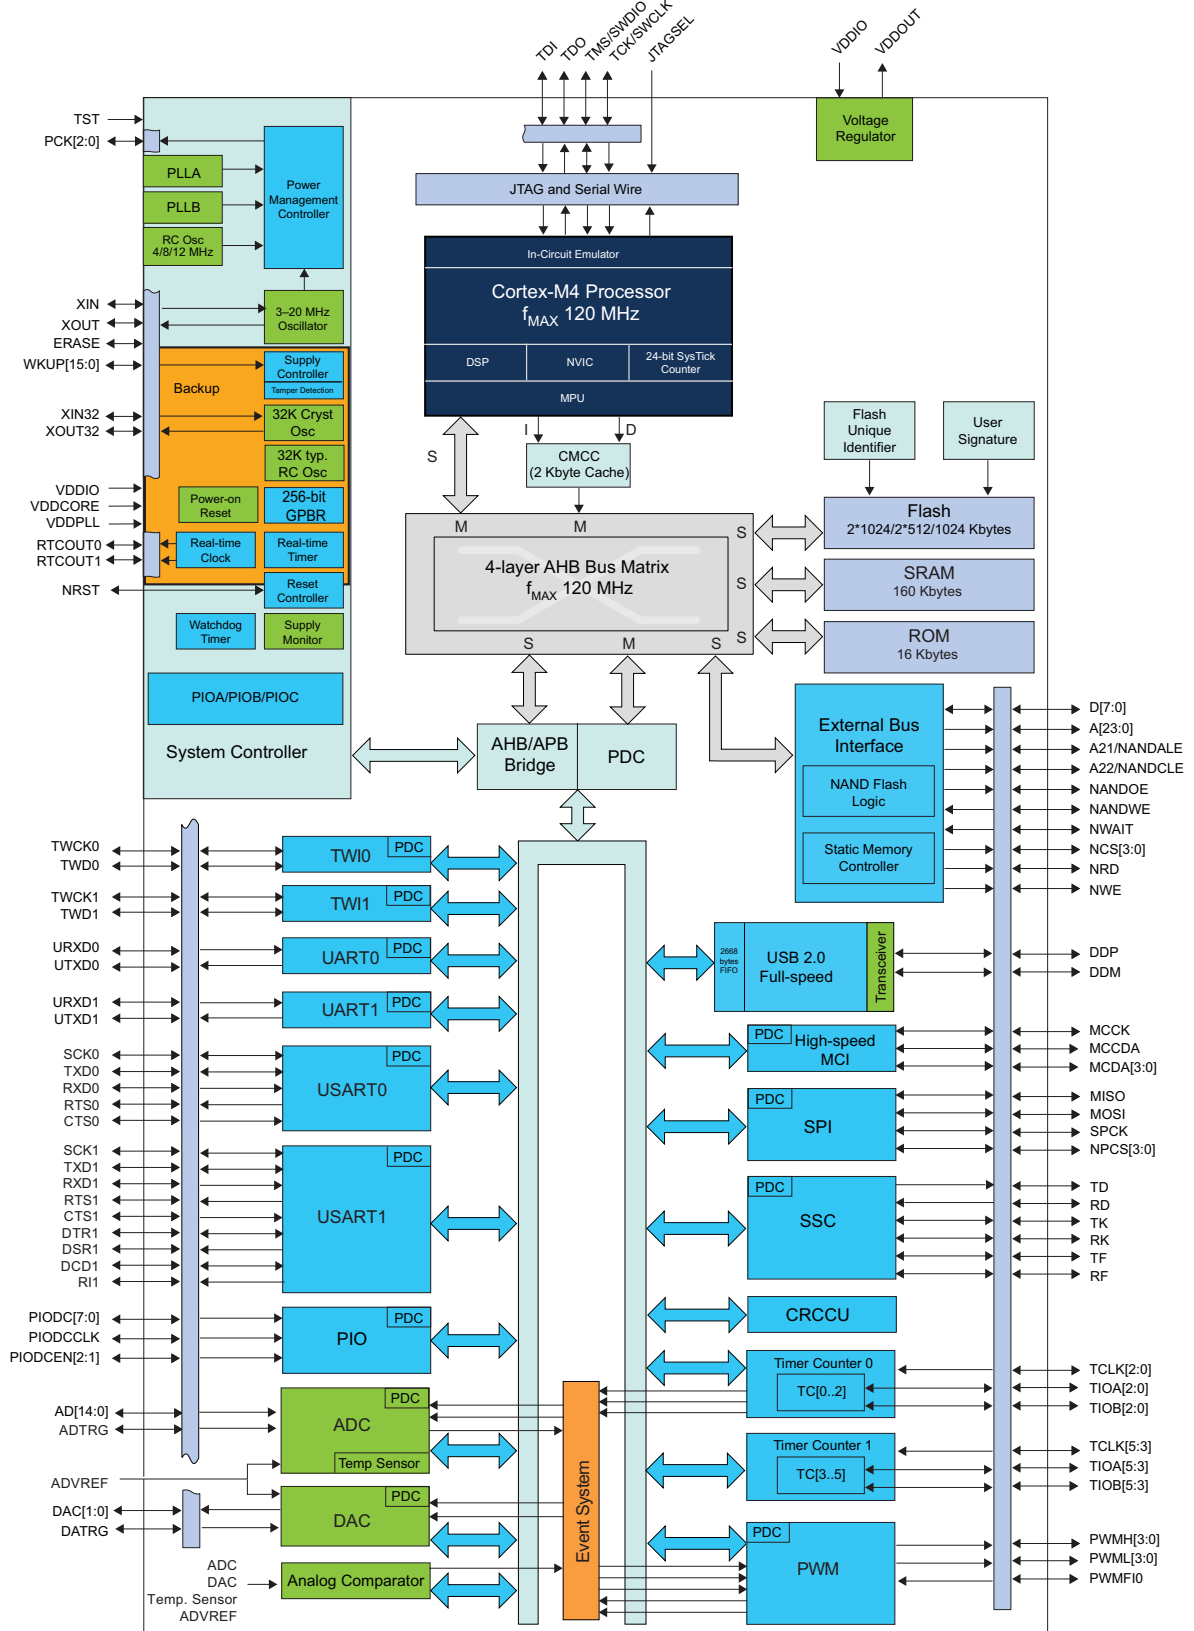 TDI
TDO
TMS/SWDIO
TCK/SWCLK
JTAGSEL
VDDIO
VDDOUT
TST
PCK[2:0]
PLLA
PLLB
RC Osc
4/8/12 MHz
Power
Management
Controller
Voltage
Regulator
JTAG and Serial Wire
In-Circuit Emulator
Cortex-M4 Processor
fMAX 120 MHz
DSP
NVIC
24-bit SysTick
Counter
MPU
XIN
XOUT
ERASE
WKUP[15:0]
XIN32
XOUT32
VDDIO
VDDCORE
VDDPLL
RTCOUT0
RTCOUT1
NRST
3–20 MHz
Oscillator
Backup
Supply
Controller
Tamper Detection
32K Cryst
Osc
32K typ.
RC Osc
Power-on
Reset
256-bit
GPBR
Real-time
Clock
Real-time
Timer
Reset
Controller
Watchdog
Timer
Supply
Monitor
PIOA/PIOB/PIOC
System Controller
S
I
D
CMCC
(2 Kbyte Cache)
Flash
Unique
Identifier
User
Signature
M
M
S
4-layer AHB Bus Matrix
fMAX 120 MHz
S
S
S
M
S
Flash
2*1024/2*512/1024 Kbytes
SRAM
160 Kbytes
ROM
16 Kbytes
AHB/APB
Bridge
PDC
External Bus
Interface
NAND Flash
Logic
Static Memory
Controller
D[7:0]
A[23:0]
A21/NANDALE
A22/NANDCLE
NANDOE
NANDWE
NWAIT
NCS[3:0]
NRD
NWE
TWCK0
TWD0
TWI0
PDC
TWCK1
TWD1
TWI1
PDC
URXD0
UTXD0
UART0
PDC
URXD1
UTXD1
UART1
PDC
SCK0
TXD0
RXD0
RTS0
CTS0
USART0
PDC
SCK1
TXD1
RXD1
RTS1
CTS1
DTR1
DSR1
DCD1
RI1
USART1
PDC
PIODC[7:0]
PIODCCLK
PIODCEN[2:1]
PIO
PDC
AD[14:0]
ADTRG
ADC
PDC
Temp Sensor
ADVREF
DAC[1:0]
DATRG
DAC
PDC
ADC
DAC
Temp. Sensor
ADVREF
Analog Comparator
Event System
2668
bytes
FIFO
USB 2.0
Full-speed
Transceiver
DDP
DDM
PDC
High-speed
MCI
MCCK
MCCDA
MCDA[3:0]
PDC
SPI
MISO
MOSI
SPCK
NPCS[3:0]
PDC
SSC
TD
RD
TK
RK
TF
RF
CRCCU
Timer Counter 0
TC[0..2]
TCLK[2:0]
TIOA[2:0]
TIOB[2:0]
Timer Counter 1
TC[3..5]
TCLK[5:3]
TIOA[5:3]
TIOB[5:3]
PDC
PWM
PWMH[3:0]
PWML[3:0]
PWMFI0